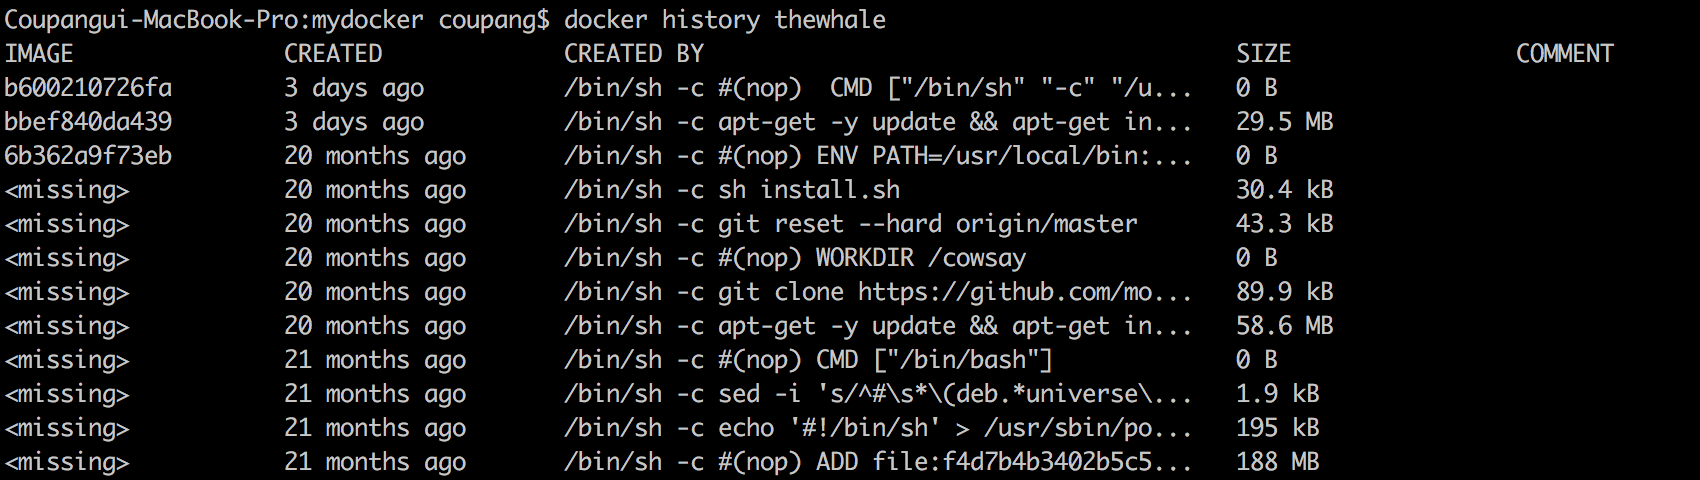 Coupangui-MacBook-Pro:mydocker coupang$ docker history thewhale
IMAGE CREATED CREATED BY SIZE COMMENT
b600210726fa 3 days ago /bin/sh -c #(nop)  CMD ["/bin/sh" "-c" "/u... 0 B
bbef840da439 3 days ago /bin/sh -c apt-get -y update && apt-get in... 29.5 MB
6b362a9f73eb 20 months ago /bin/sh -c #(nop) ENV PATH=/usr/local/bin:... 0 B
<missing> 20 months ago /bin/sh -c sh install.sh 30.4 kB
<missing> 20 months ago /bin/sh -c git reset --hard origin/master 43.3 kB
<missing> 20 months ago /bin/sh -c #(nop) WORKDIR /cowsay 0 B
<missing> 20 months ago /bin/sh -c git clone https://github.com/mo... 89.9 kB
<missing> 20 months ago /bin/sh -c apt-get -y update && apt-get in... 58.6 MB
<missing> 21 months ago /bin/sh -c #(nop) CMD ["/bin/bash"] 0 B
<missing> 21 months ago /bin/sh -c sed -i 's/^#\s*\(deb.*universe\... 1.9 kB
<missing> 21 months ago /bin/sh -c echo '#!/bin/sh' > /usr/sbin/po... 195 kB
<missing> 21 months ago /bin/sh -c #(nop) ADD file:f4d7b4b3402b5c5... 188 MB